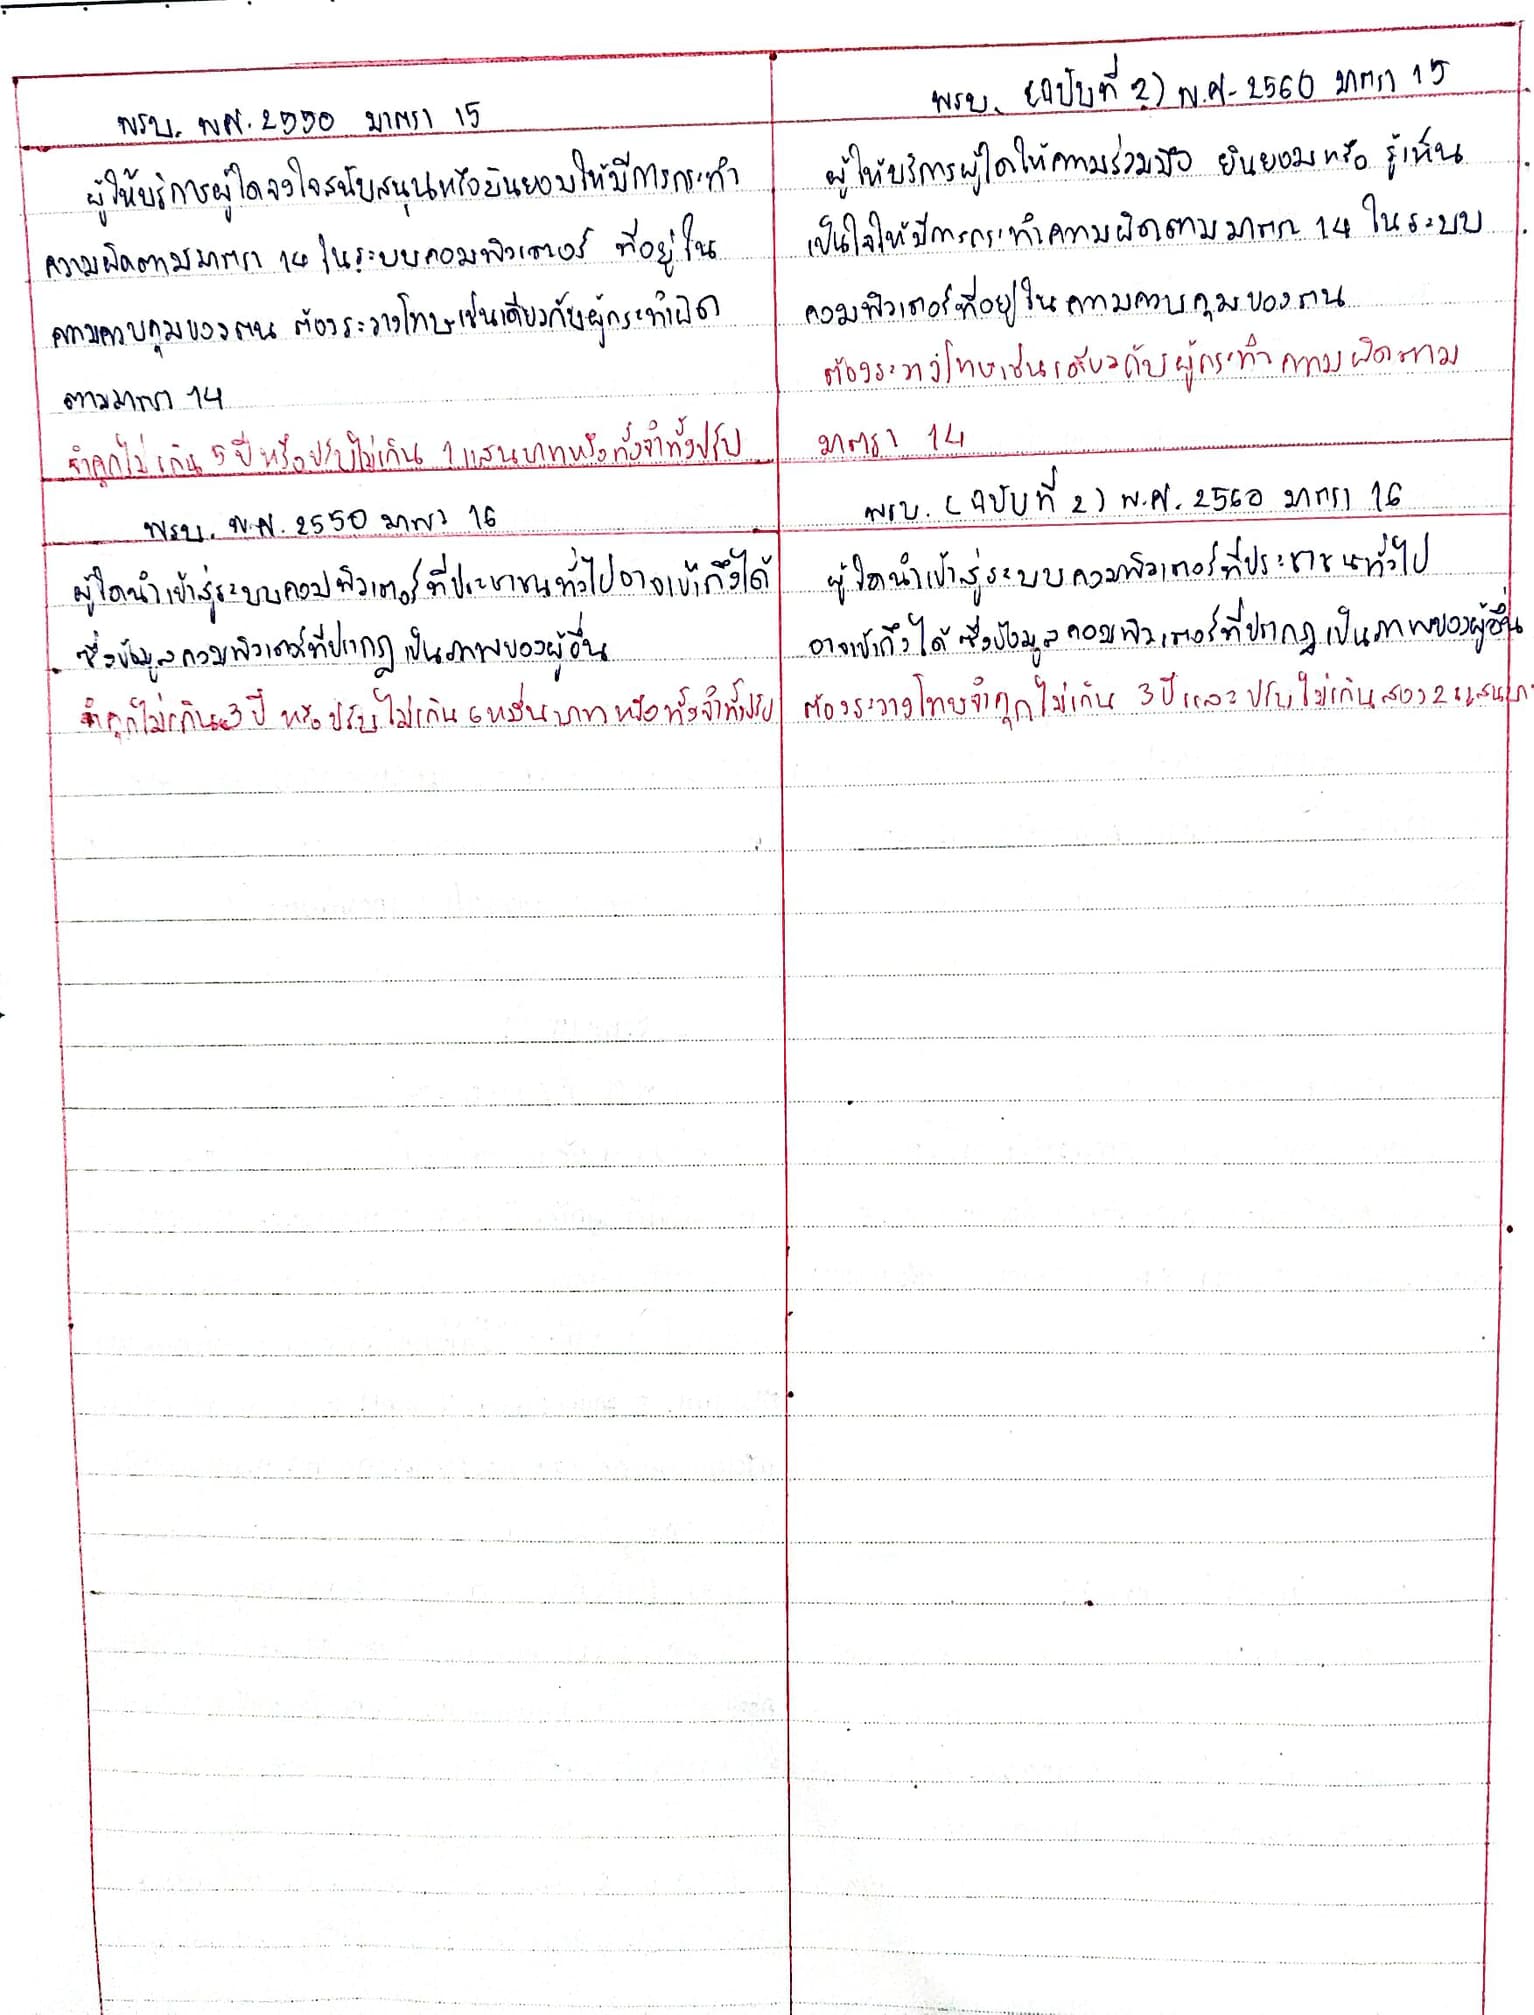 พรบ. พศ. 2550 มาตรา 15
ผู้ให้บริการผู้ใดจงใจสนับสนุนหรือยินยอมให้มีการกระทำ
ความผิดตามมาตรา 14 ในระบบคอมพิวเตอร์ ที่อยู่ใน
ความควบคุมของตน ต้องระวางโทษเช่นเดียวกับผู้กระทำผิด
ตามมาตรา 14
จำคุกไม่เกิน 5 ปี หรือปรับไม่เกิน 1 แสนบาทหรือทั้งจำทั้งปรับ
พรบ. พ.ศ. 2550 มาตรา 16
ผู้ใดนำเข้าสู่ระบบคอมพิวเตอร์ที่ประชาชนทั่วไปอาจเข้าถึงได้
ซึ่งข้อมูลคอมพิวเตอร์ที่ปรากฏเป็นภาพของผู้อื่น
จำคุกไม่เกิน 3 ปี หรือปรับไม่เกิน 6 หมื่นบาท หรือทั้งจำทั้งปรับ
พรบ. (ฉบับที่ 2) พ.ศ. 2560 มาตรา 15
ผู้ให้บริการผู้ใดให้ความร่วมมือ ยินยอมหรือ รู้เห็น
เป็นใจให้มีการกระทำความผิดตามมาตรา 14 ในระบบ
คอมพิวเตอร์ที่อยู่ในความควบคุมของตน
ต้องระวางโทษเช่นเดียวกับผู้กระทำความผิดตาม
มาตรา 14
พรบ. (ฉบับที่ 2) พ.ศ. 2560 มาตรา 16
ผู้ใดนำเข้าสู่ระบบคอมพิวเตอร์ที่ประชาชนทั่วไป
อาจเข้าถึงได้ ซึ่งข้อมูลคอมพิวเตอร์ที่ปรากฏเป็นภาพของผู้อื่น
ต้องระวางโทษจำคุกไม่เกิน 3 ปีและปรับไม่เกินสอง 2